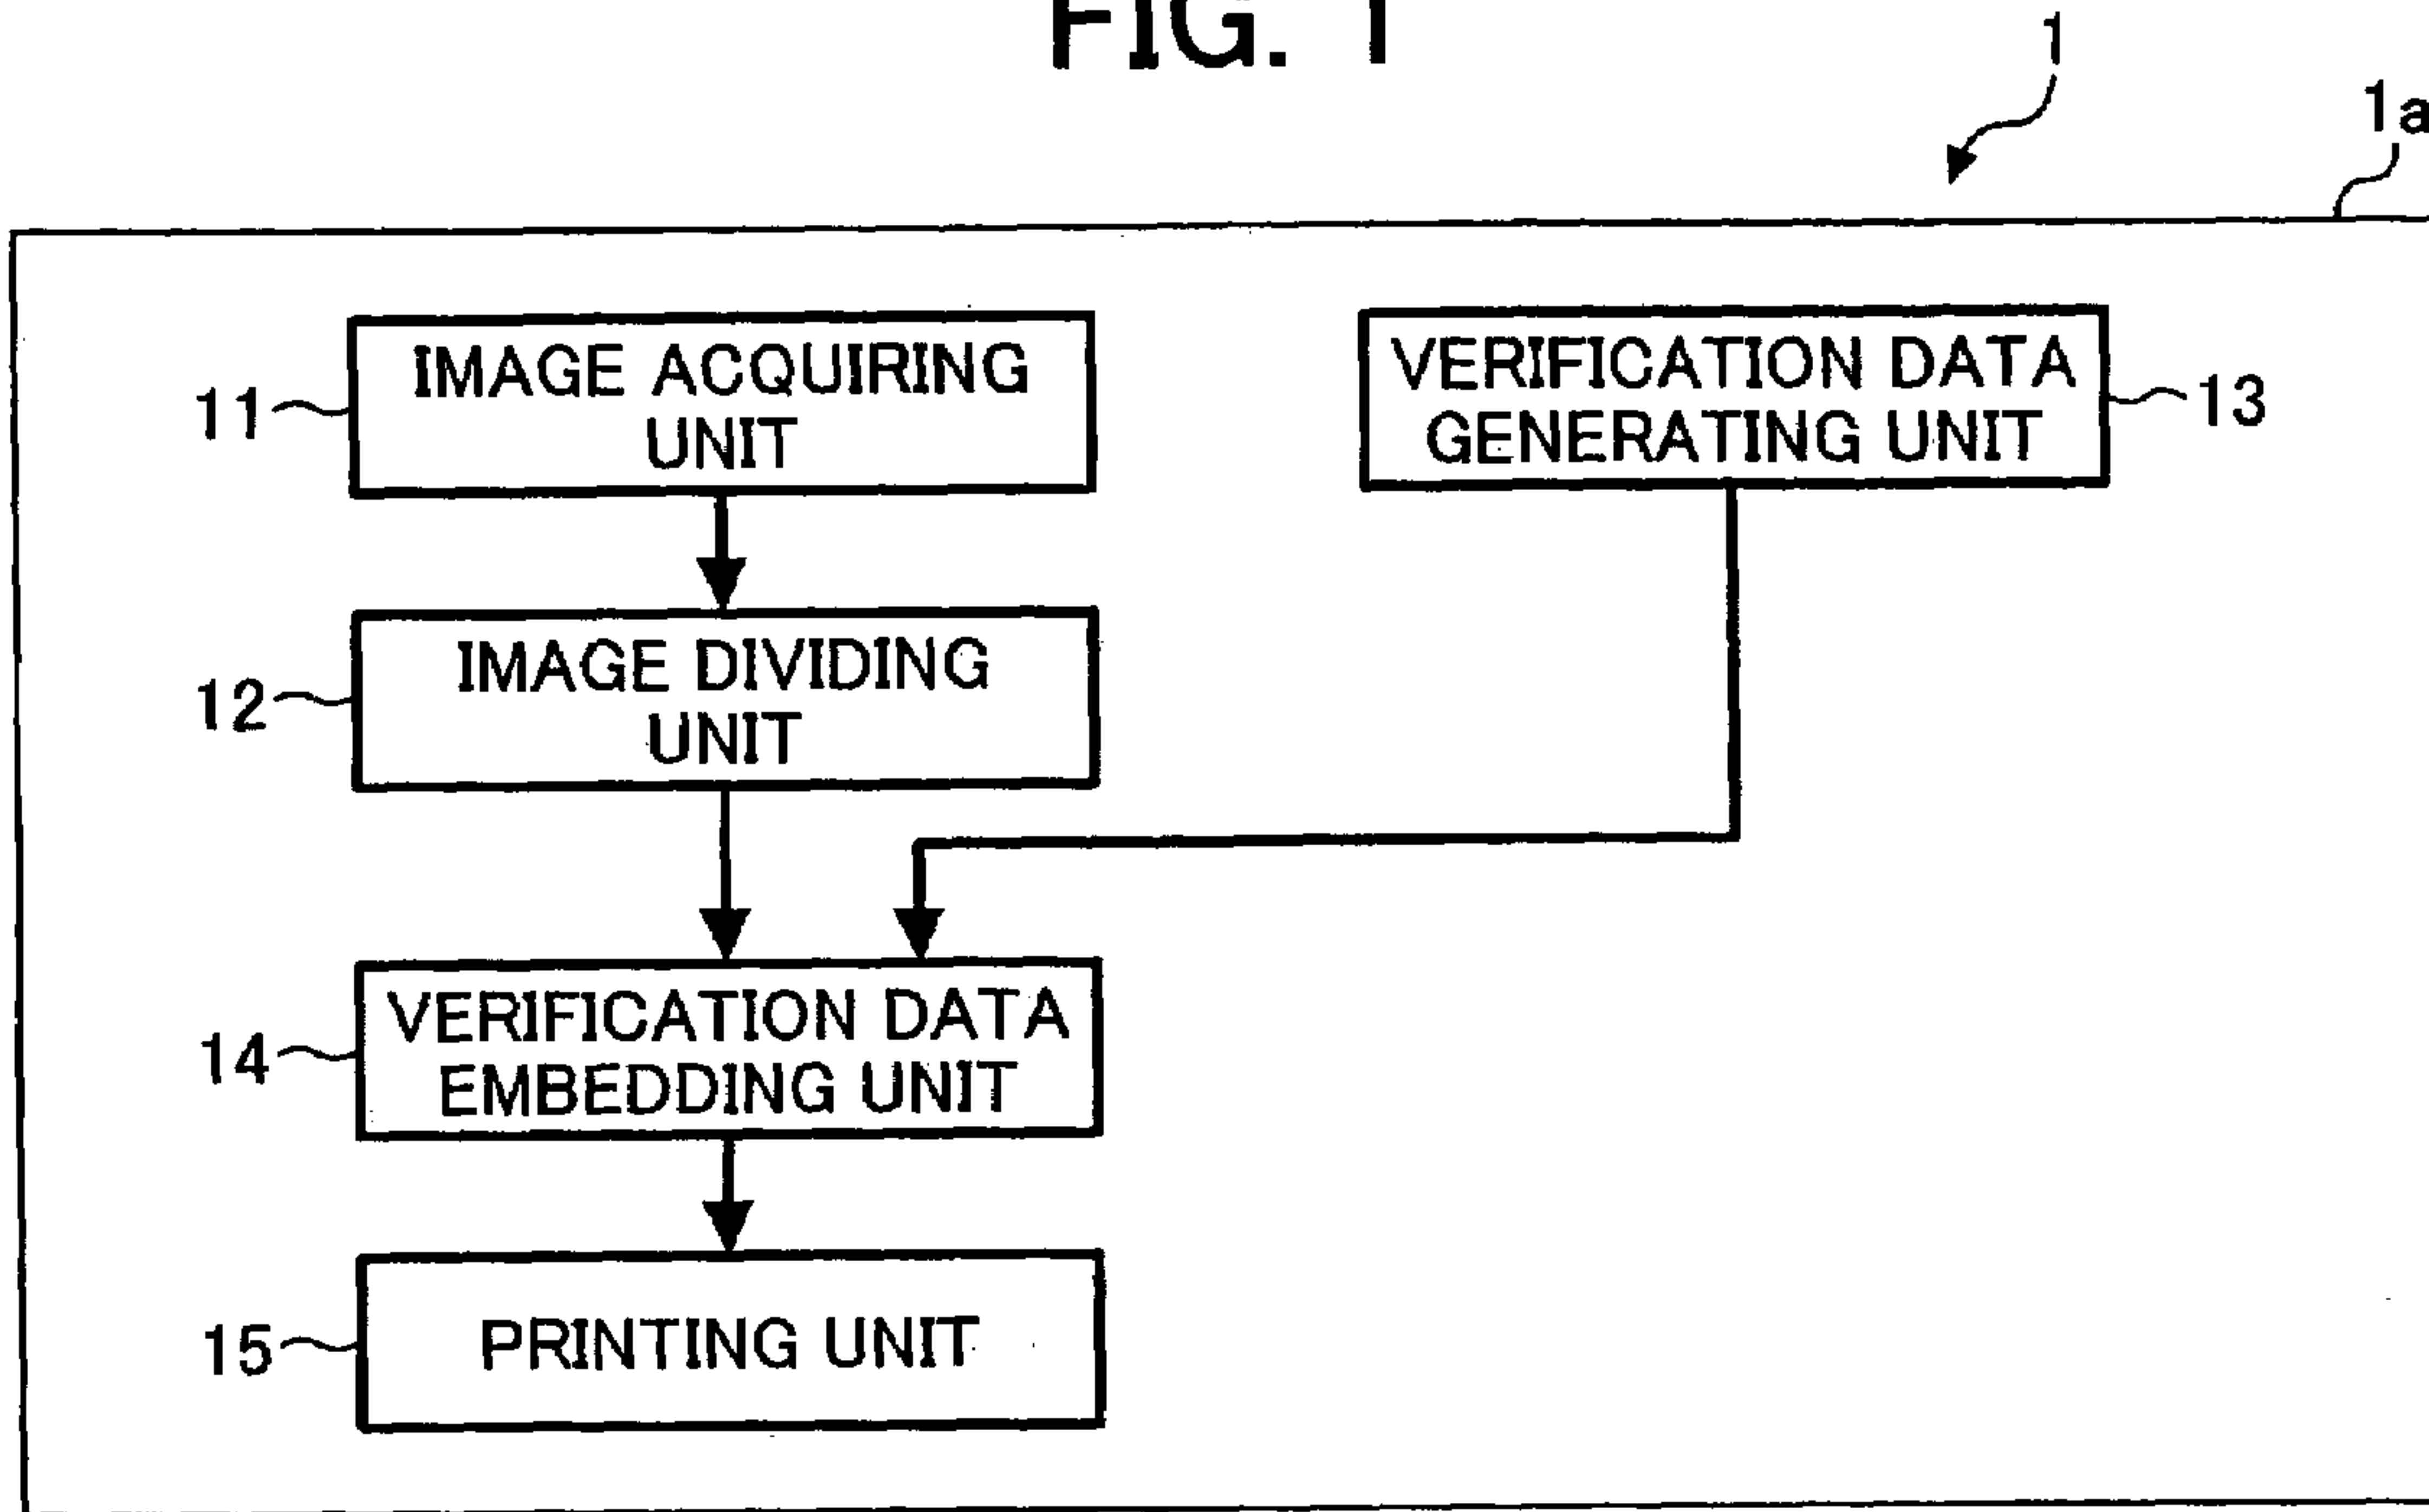 FIG. 1
1
1a
IMAGE ACQUIRING
UNIT
11
VERIFICATION DATA
GENERATING UNIT
13
IMAGE DIVIDING
UNIT
12
VERIFICATION DATA
EMBEDDING UNIT
14
PRINTING UNIT
15